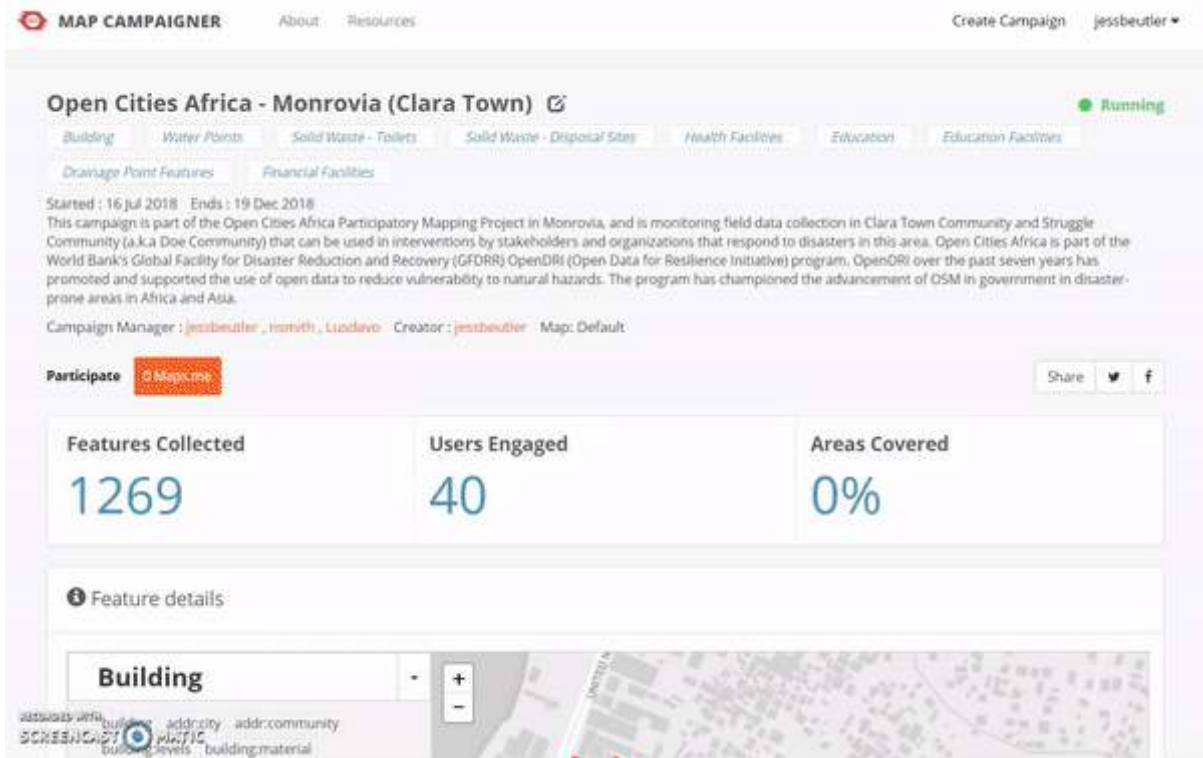 MAP CAMPAIGNER About Resources Create Campaign jessbeutler
Open Cities Africa - Monrovia (Clara Town) Running
Building Water Points Solid Waste - Toilets Solid Waste - Disposal Sites Health Facilities Education Education Facilities
Drainage Point Features Financial Facilities
Started : 16 Jul 2018 Ends : 19 Dec 2018
This campaign is part of the Open Cities Africa Participatory Mapping Project in Monrovia, and is monitoring field data collection in Clara Town Community and Struggle
Community (a.k.a Doe Community) that can be used in interventions by stakeholders and organizations that respond to disasters in this area. Open Cities Africa is part of the
World Bank's Global Facility for Disaster Reduction and Recovery (GFDRR) OpenDRI (Open Data for Resilience Initiative) program. OpenDRI over the past seven years has
promoted and supported the use of open data to reduce vulnerability to natural hazards. The program has championed the advancement of OSM in government in disaster-
prone areas in Africa and Asia.
Campaign Manager : jessbeutler , , Creator : jessbeutler Map: Default
Participate Maps.me Share
Features Collected Users Engaged Areas Covered
1269 40 0%
Feature details
Building
+
-
UNITED N
building addr:city addr:community
building:levels building:material
RECORDED WITH
SCREENCAST MATIC